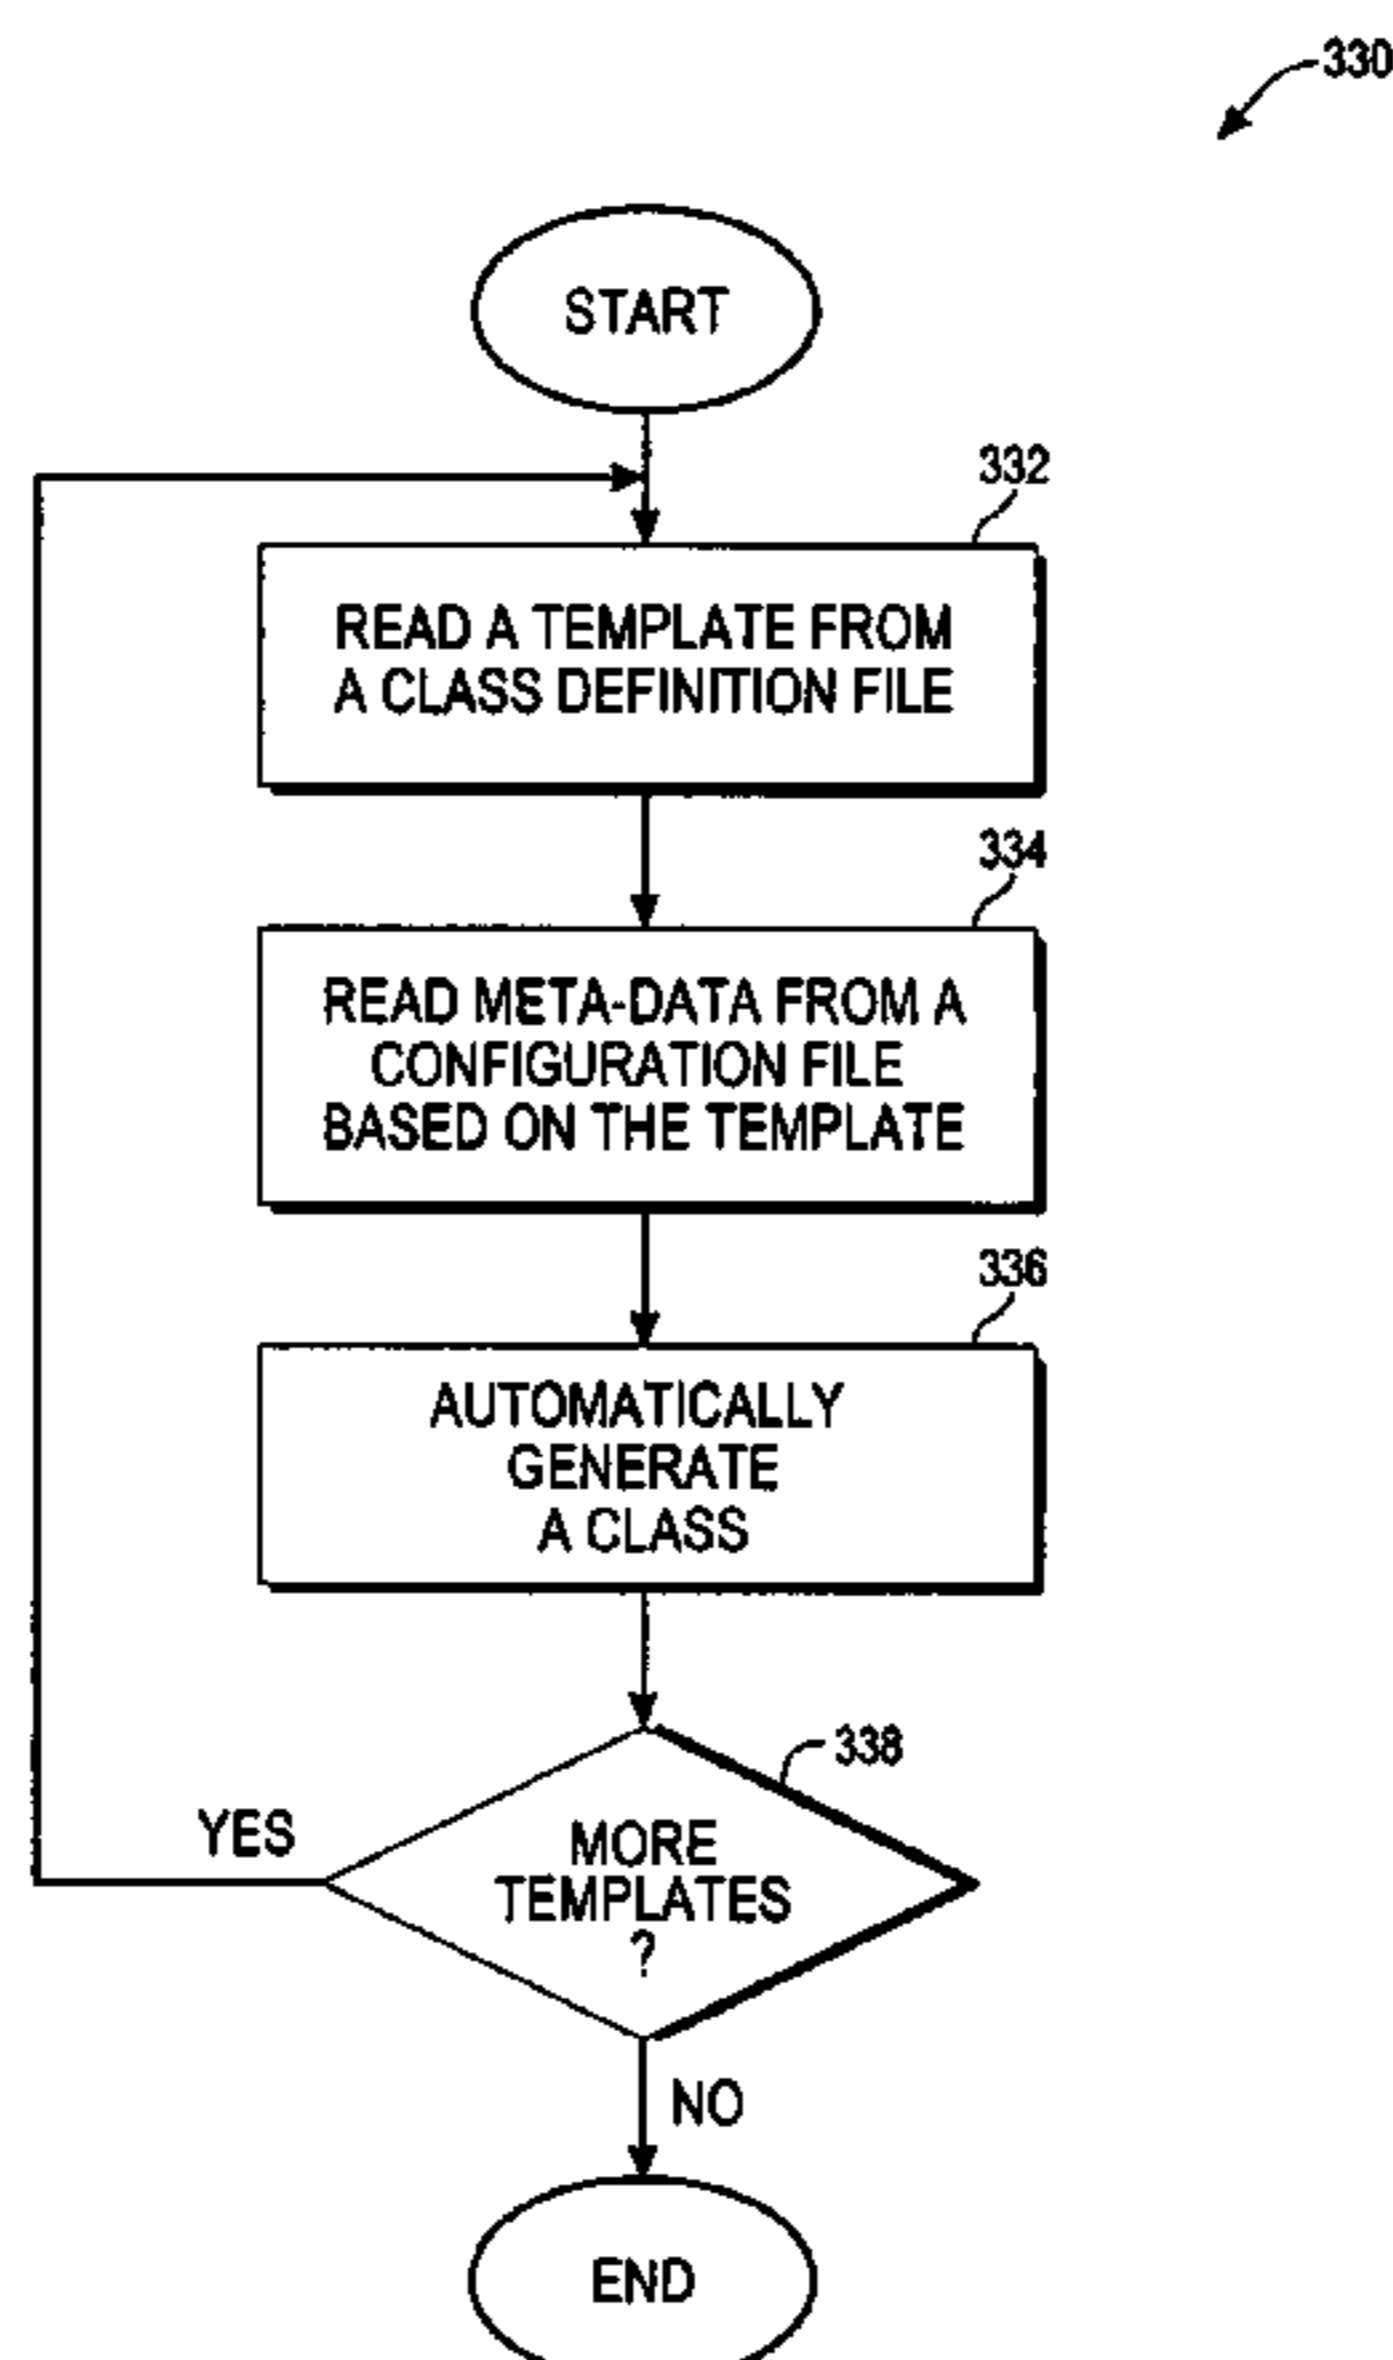 330
START
332
READ A TEMPLATE FROM
A CLASS DEFINITION FILE
334
READ META-DATA FROM A
CONFIGURATION FILE
BASED ON THE TEMPLATE
336
AUTOMATICALLY
GENERATE
A CLASS
338
YES
MORE
TEMPLATES
?
NO
END